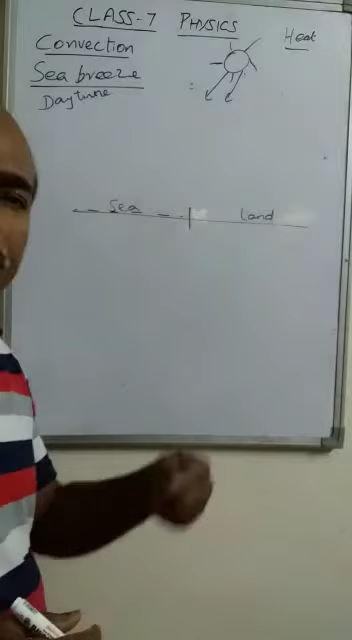 CLASS-7 PHYSICS
Heat
Convection
Sea breeze
Daytime
Sea
Land